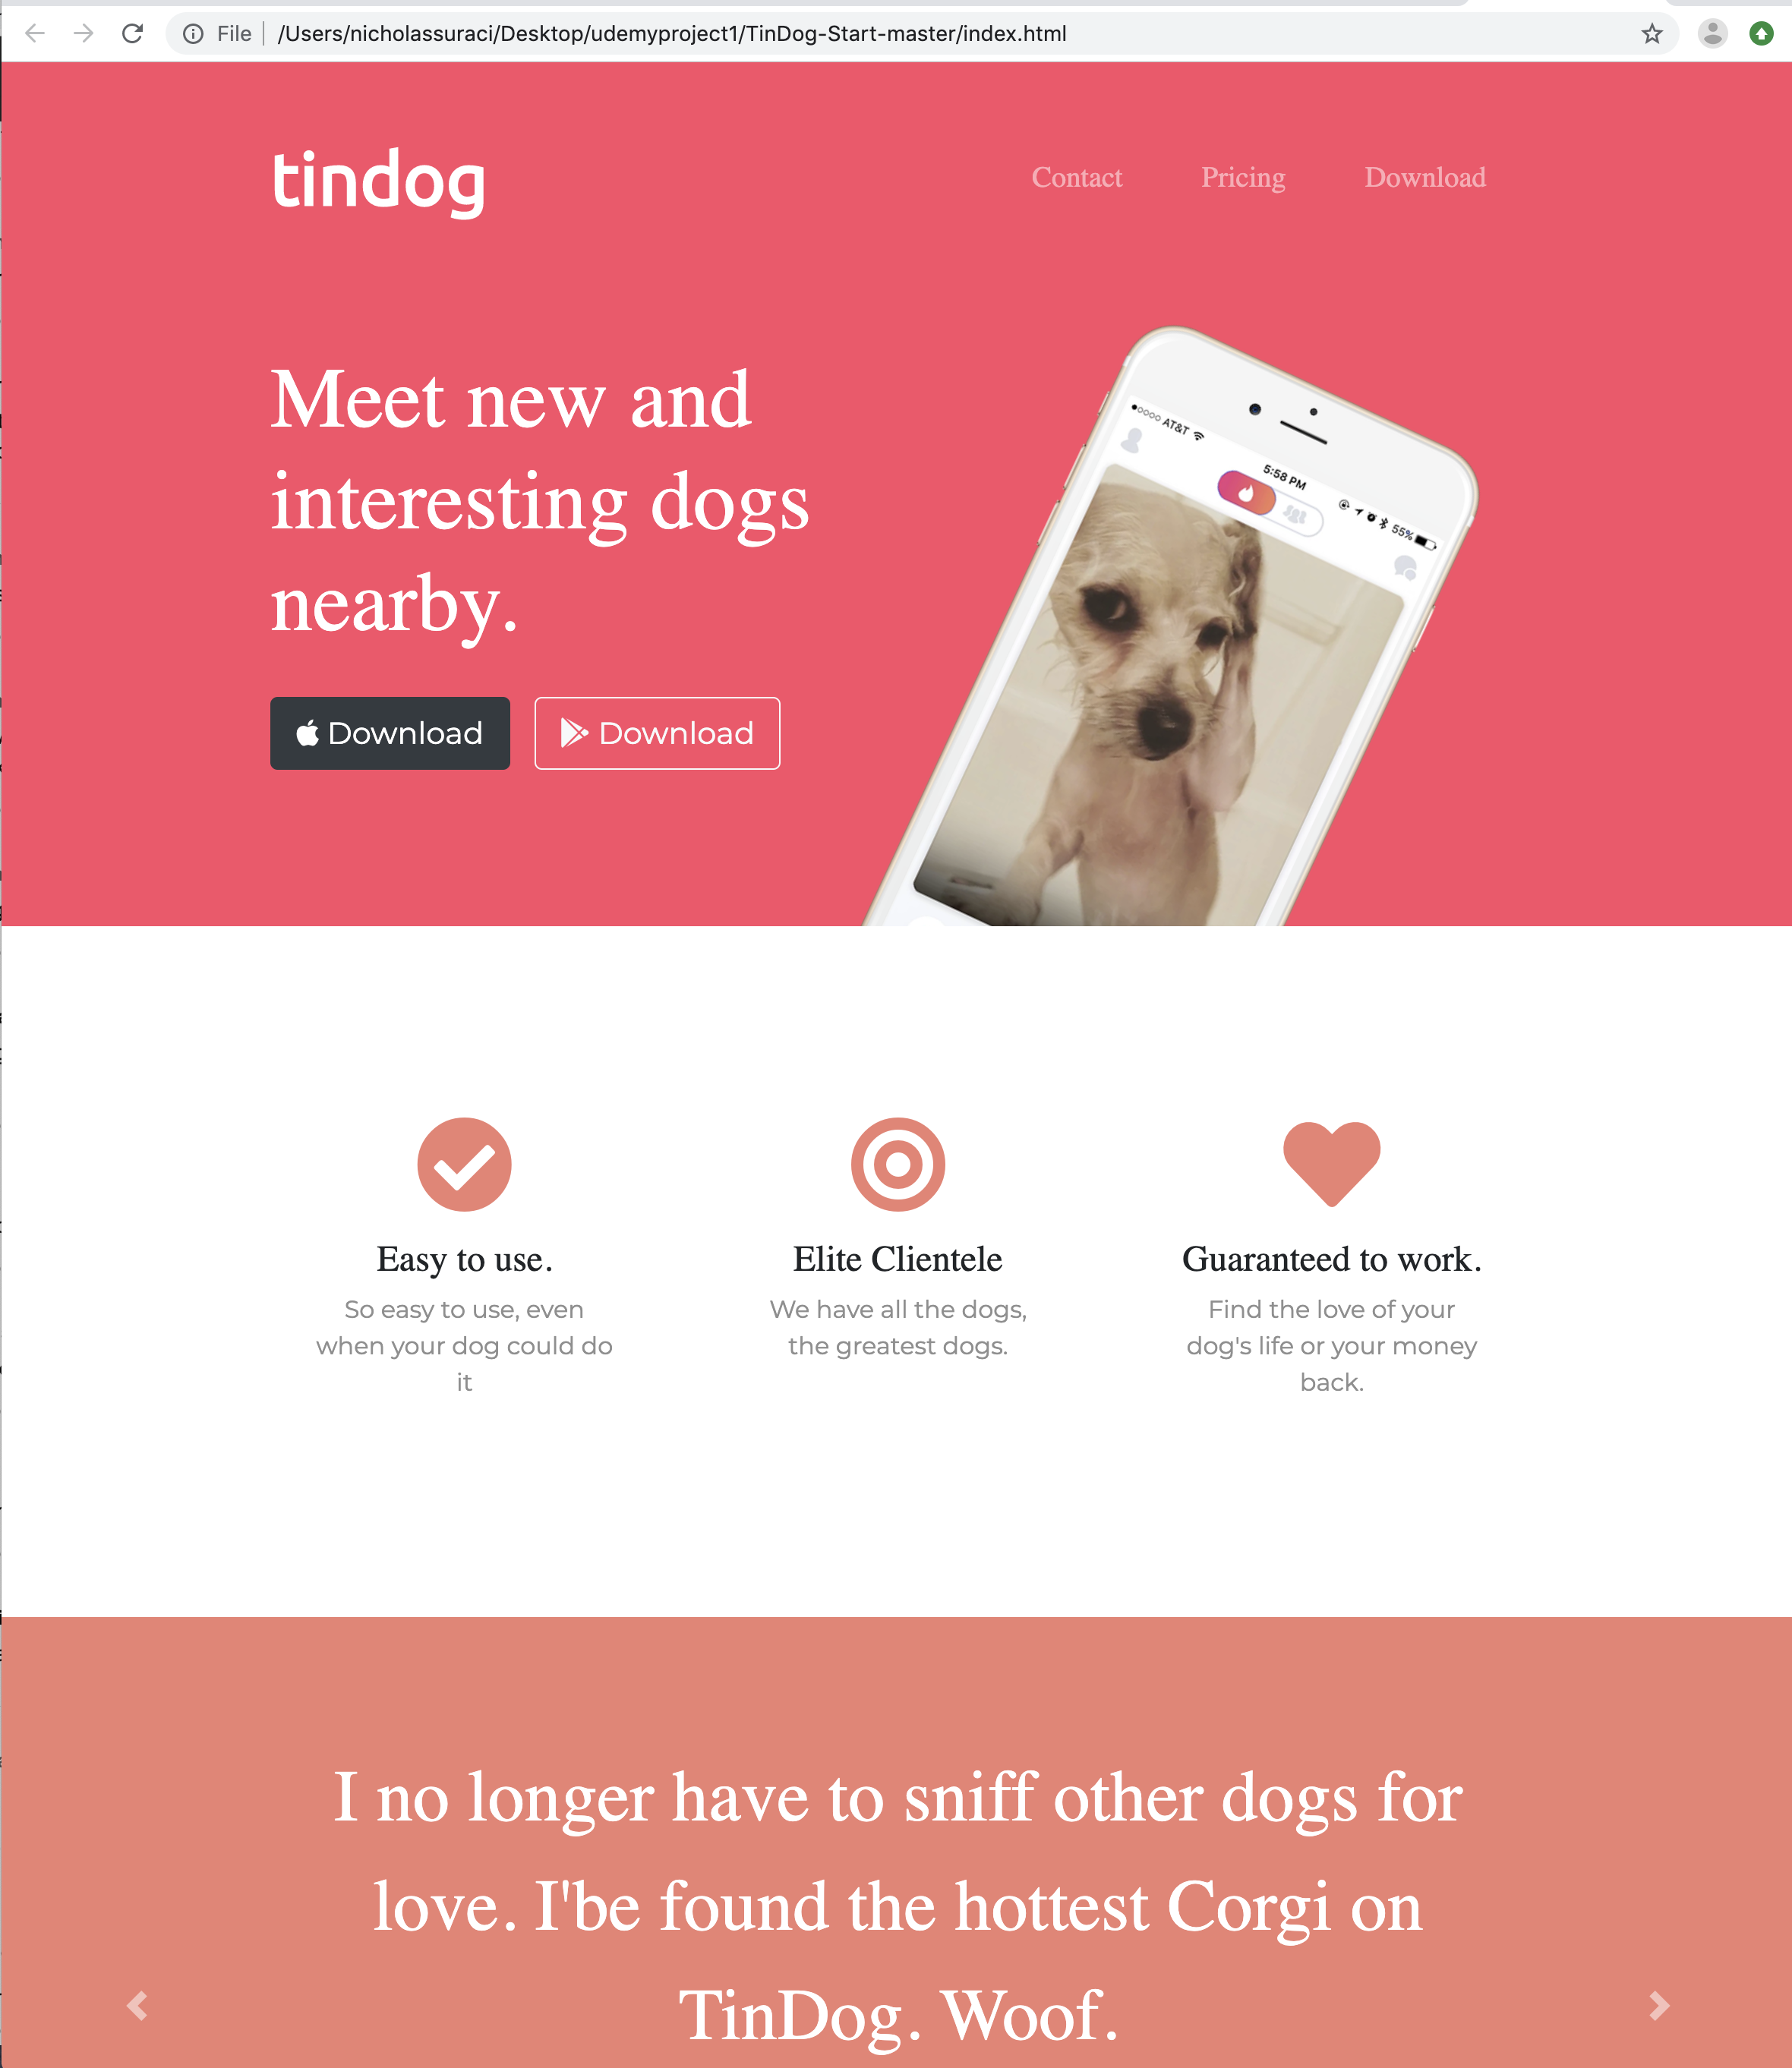 File /Users/nicholassuraci/Desktop/udemyproject1/TinDog-Start-master/index.html
tindog
Contact Pricing Download
Meet new and
interesting dogs
nearby.
AT&T 5:58 PM 55%
Download Download
Easy to use.
So easy to use, even
when your dog could do
it
Elite Clientele
We have all the dogs,
the greatest dogs.
Guaranteed to work.
Find the love of your
dog's life or your money
back.
I no longer have to sniff other dogs for
love. I'be found the hottest Corgi on
TinDog. Woof.